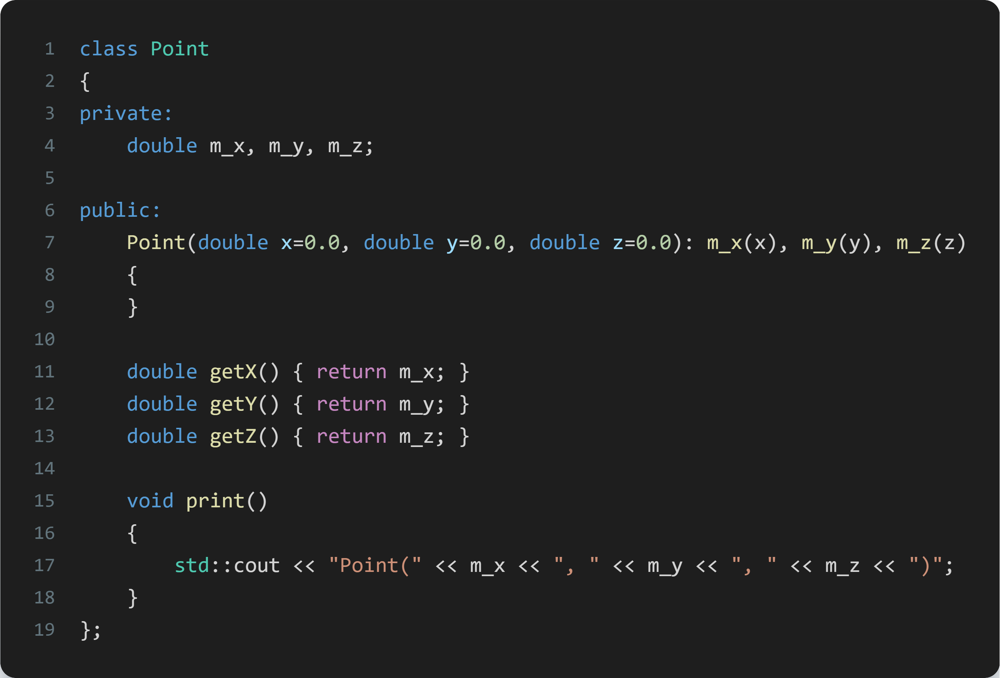 1 class Point
2 {
3 private:
4     double m_x, m_y, m_z;
5
6 public:
7     Point(double x=0.0, double y=0.0, double z=0.0): m_x(x), m_y(y), m_z(z)
8     {
9     }
10
11     double getX() { return m_x; }
12     double getY() { return m_y; }
13     double getZ() { return m_z; }
14
15     void print()
16     {
17         std::cout << "Point(" << m_x << ", " << m_y << ", " << m_z << ")";
18     }
19 };